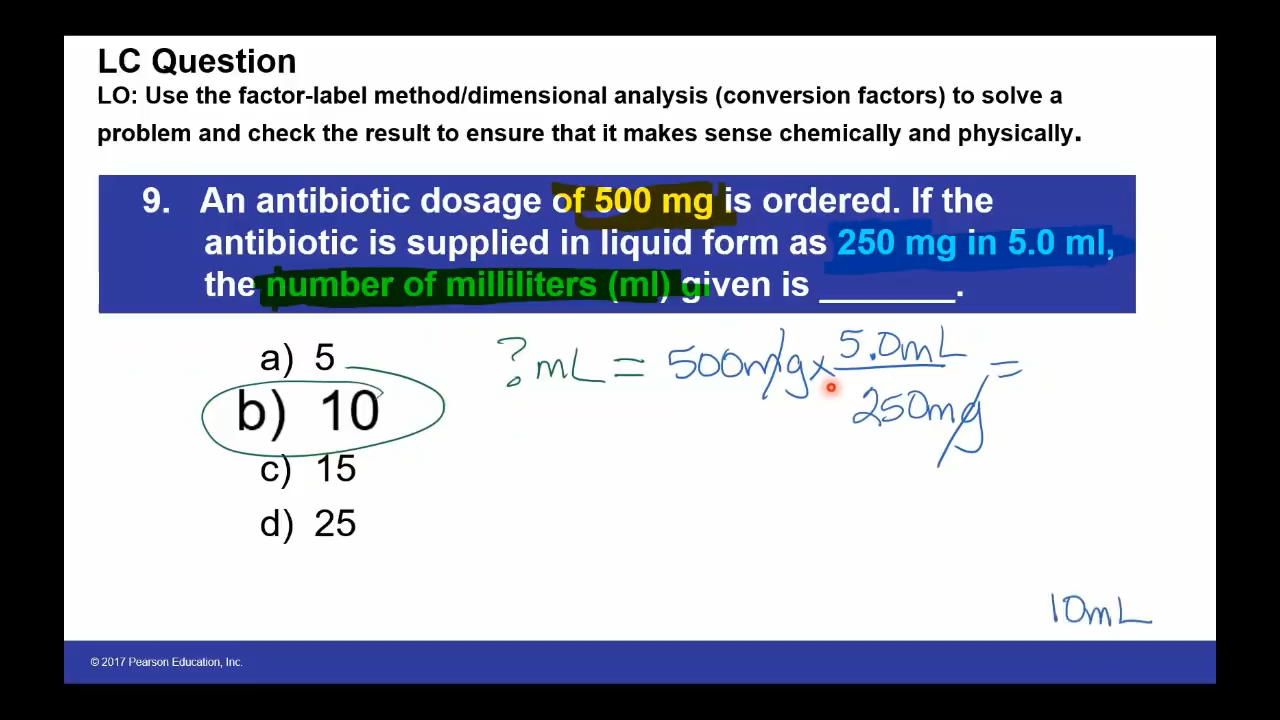 LC Question
LO: Use the factor-label method/dimensional analysis (conversion factors) to solve a
problem and check the result to ensure that it makes sense chemically and physically.
9. An antibiotic dosage of 500 mg is ordered. If the
antibiotic is supplied in liquid form as 250 mg in 5.0 ml,
the number of milliliters (ml) given is _______.
a) 5
b) 10
c) 15
d) 25
? mL = 500mg x 5.0mL =
250mg
10mL
© 2017 Pearson Education, Inc.